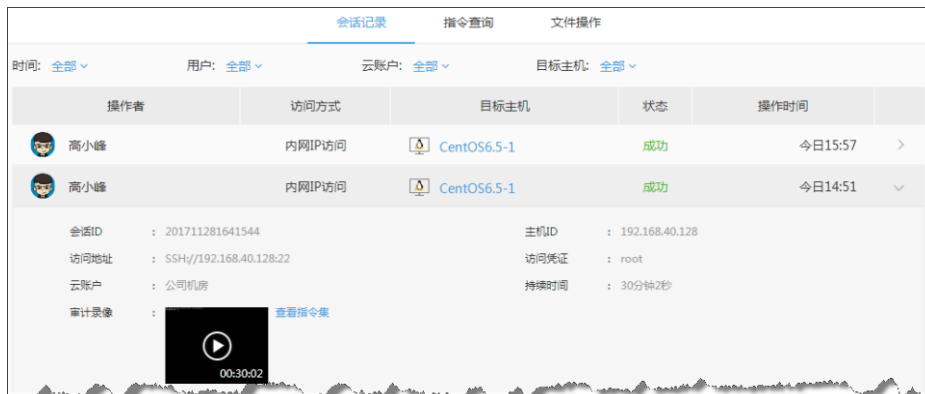 会话记录 指令查询 文件操作
时间: 全部 用户: 全部 云账户: 全部 目标主机: 全部
操作者 访问方式 目标主机 状态 操作时间
高小峰 内网IP访问 CentOS6.5-1 成功 今日15:57
高小峰 内网IP访问 CentOS6.5-1 成功 今日14:51
会话ID : 201711281641544 主机ID : 192.168.40.128
访问地址 : SSH://192.168.40.128:22 访问凭证 : root
云账户 : 公司机房 持续时间 : 30分钟2秒
审计录像 : 查看指令集
00:30:02